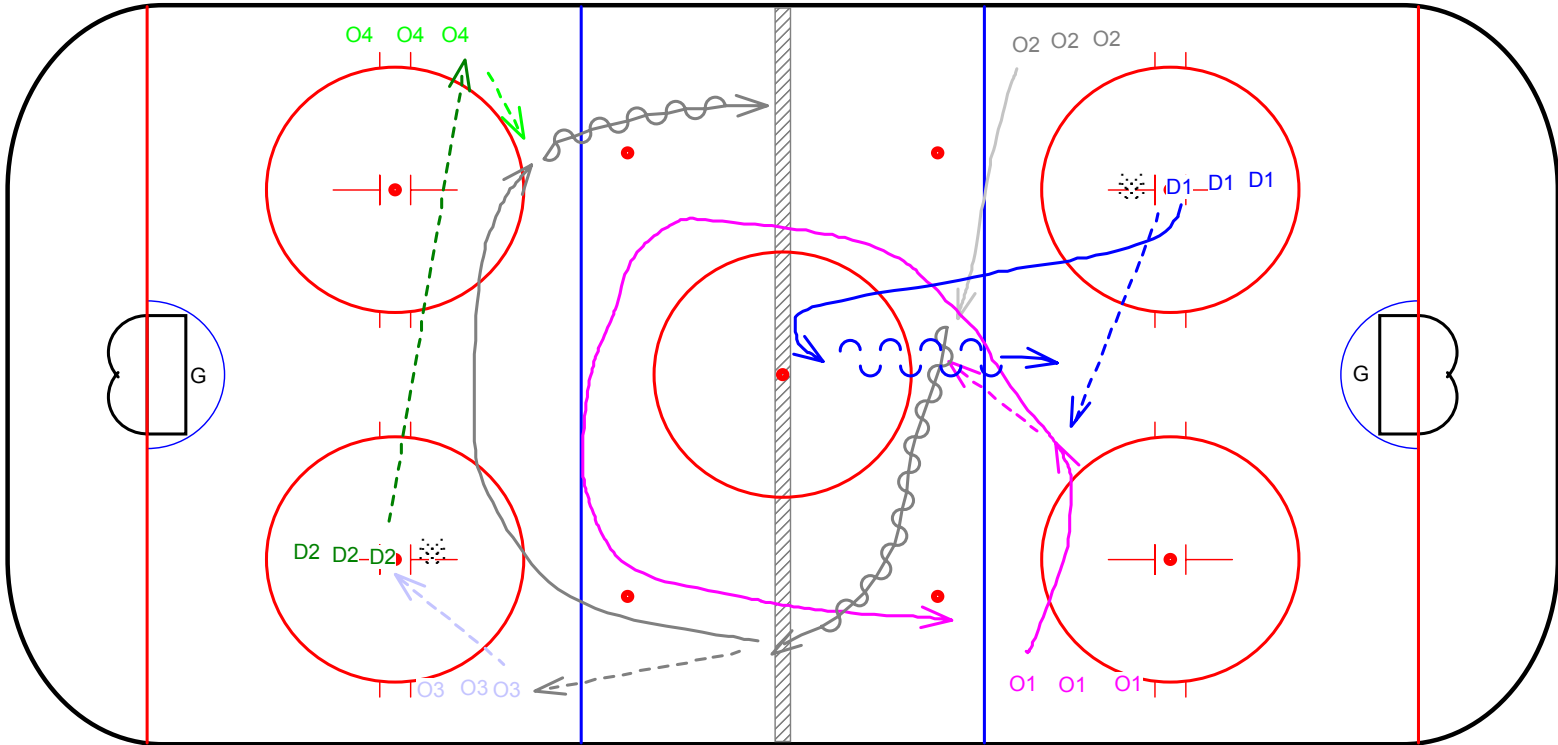 O4 O4 O4
O2 O2 O2
D1 D1 D1
G
G
D2 D2 D2
O3 O3 O3
O1 O1 O1